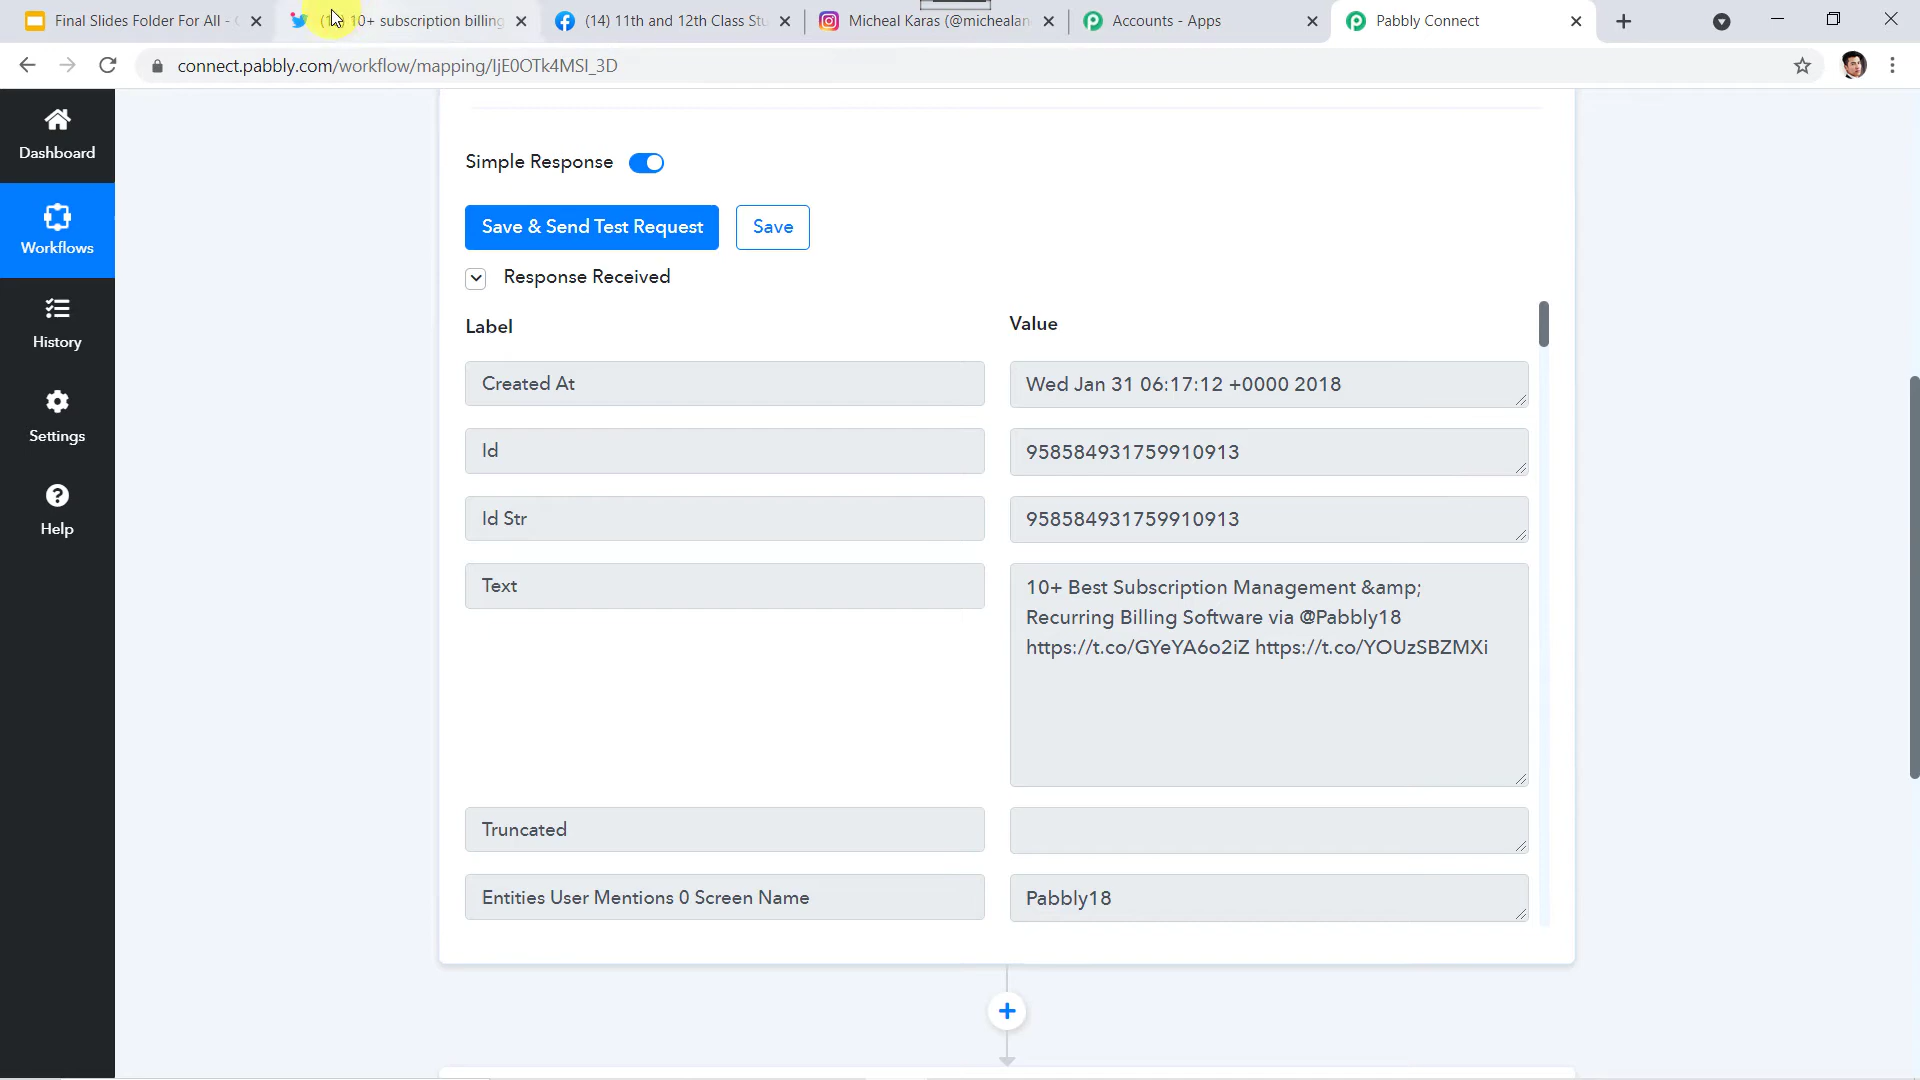 Final Slides Folder For All -
10+ subscription billing
(14) 11th and 12th Class Stu
Micheal Karas (@michealan
Accounts - Apps
Pabbly Connect
connect.pabbly.com/workflow/mapping/IjE0OTk4MSI_3D
Dashboard
Workflows
History
Settings
Help
Simple Response
Save & Send Test Request
Save
Response Received
Label
Value
Created At
Wed Jan 31 06:17:12 +0000 2018
Id
958584931759910913
Id Str
958584931759910913
Text
10+ Best Subscription Management &amp;
Recurring Billing Software via @Pabbly18
https://t.co/GYeYA6o2iZ https://t.co/YOUzSBZMXi
Truncated
Entities User Mentions 0 Screen Name
Pabbly18